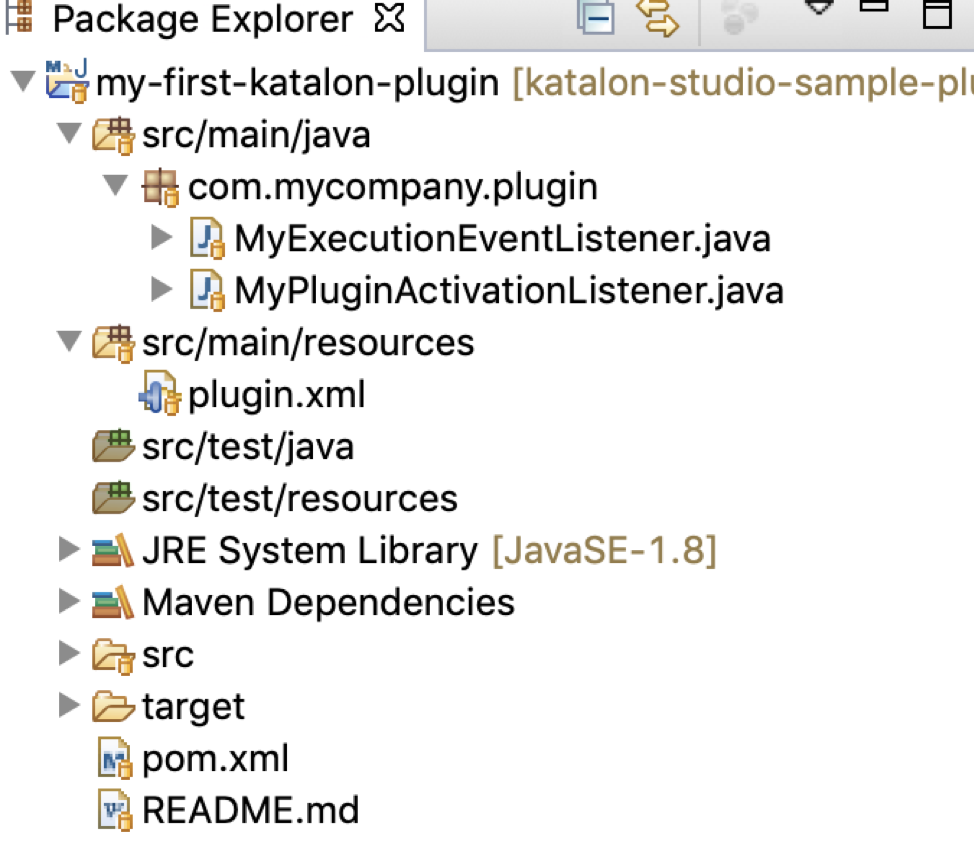 Package Explorer
my-first-katalon-plugin [katalon-studio-sample-plu
src/main/java
com.mycompany.plugin
MyExecutionEventListener.java
MyPluginActivationListener.java
src/main/resources
plugin.xml
src/test/java
src/test/resources
JRE System Library [JavaSE-1.8]
Maven Dependencies
src
target
pom.xml
README.md